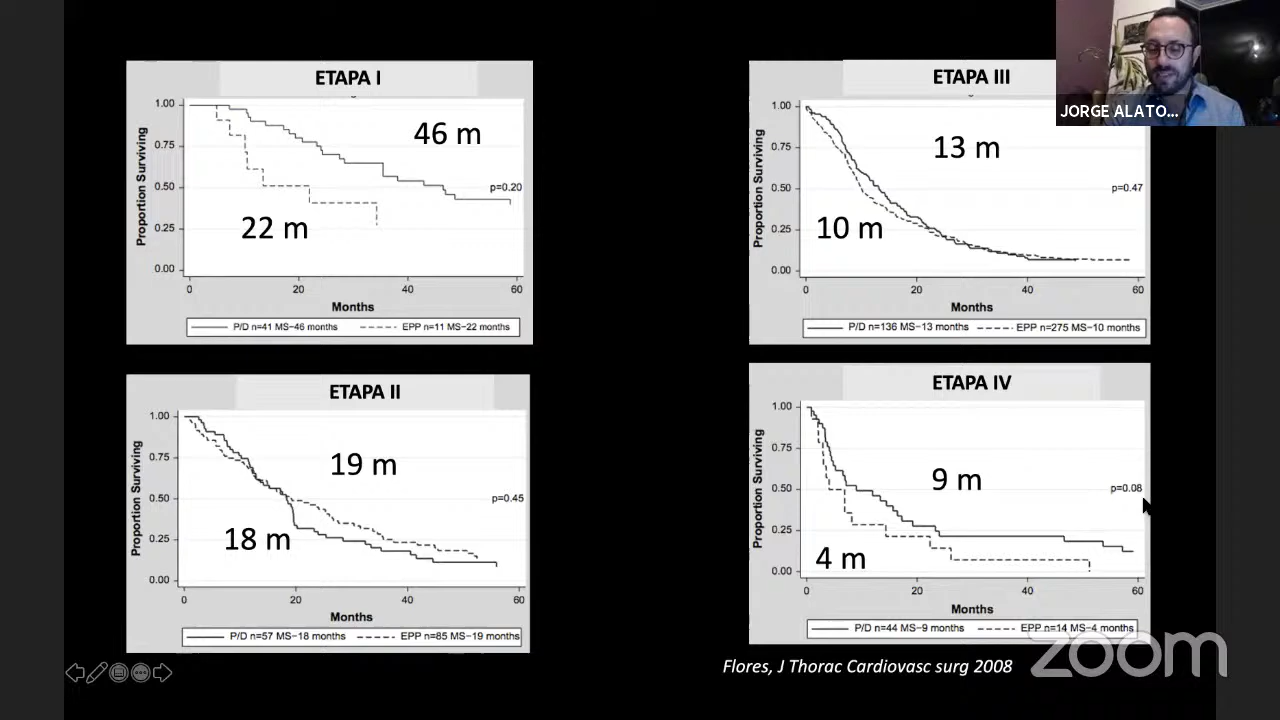 ETAPA I
1.00
0.75
0.50
0.25
0.00
Proportion Surviving
46 m
22 m
p=0.20
0 20 40 60
Months
P/D n=41 MS-46 months EPP n=11 MS-22 months
ETAPA III
1.00
0.75
0.50
0.25
0.00
Proportion Surviving
13 m
10 m
p=0.47
0 20 40 60
Months
P/D n=136 MS-13 months EPP n=275 MS-10 months
JORGE ALATO...
ETAPA II
1.00
0.75
0.50
0.25
0.00
Proportion Surviving
19 m
18 m
p=0.45
0 20 40 60
Months
P/D n=57 MS-18 months EPP n=85 MS-19 months
ETAPA IV
1.00
0.75
0.50
0.25
0.00
Proportion Surviving
9 m
4 m
p=0.08
0 20 40 60
Months
P/D n=44 MS-9 months EPP n=14 MS-4 months
Flores, J Thorac Cardiovasc surg 2008
zoom